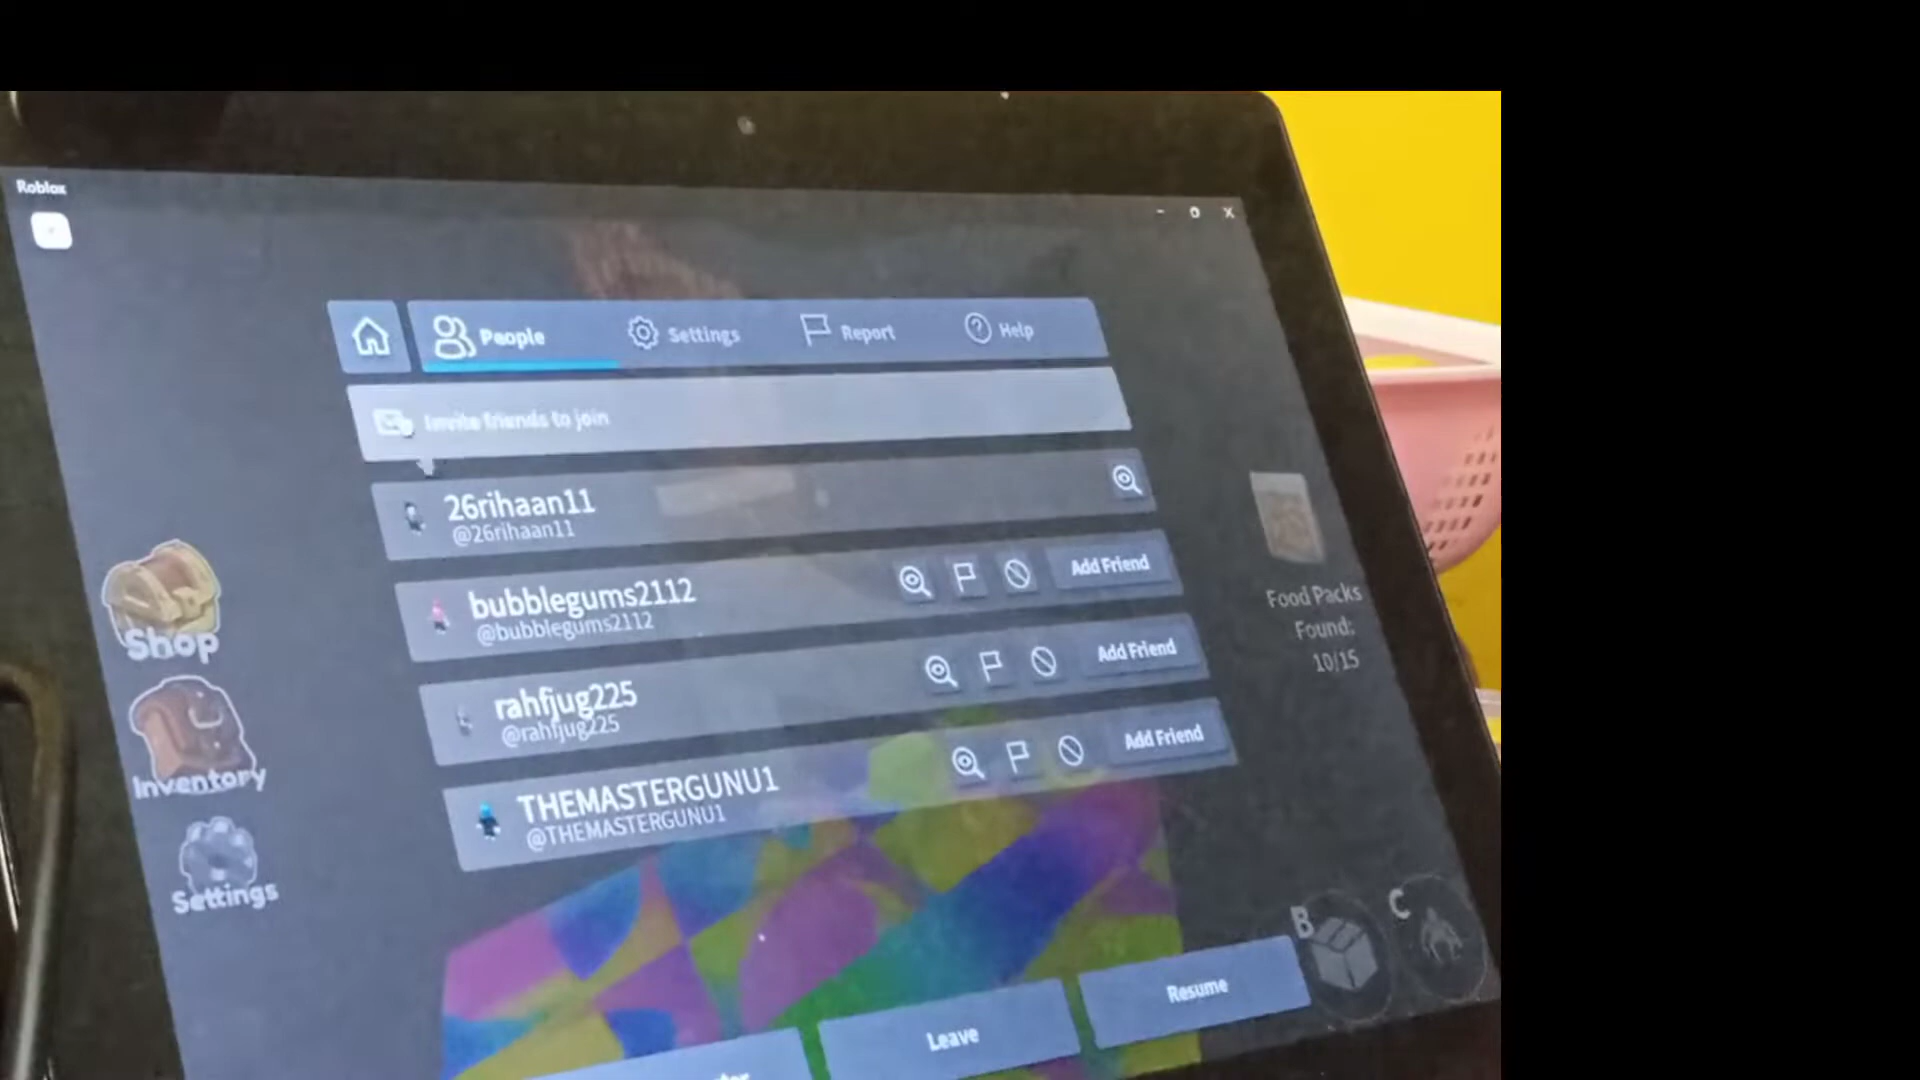 Roblox
People
Settings
Report
Help
Invite friends to join
26rihaan11
@26rihaan11
bubblegums2112
@bubblegums2112
Add Friend
rahfjug225
@rahfjug225
Add Friend
THEMASTERGUNU1
@THEMASTERGUNU1
Add Friend
Shop
Inventory
Settings
Food Packs
Found:
10/15
B
C
Leave
Resume